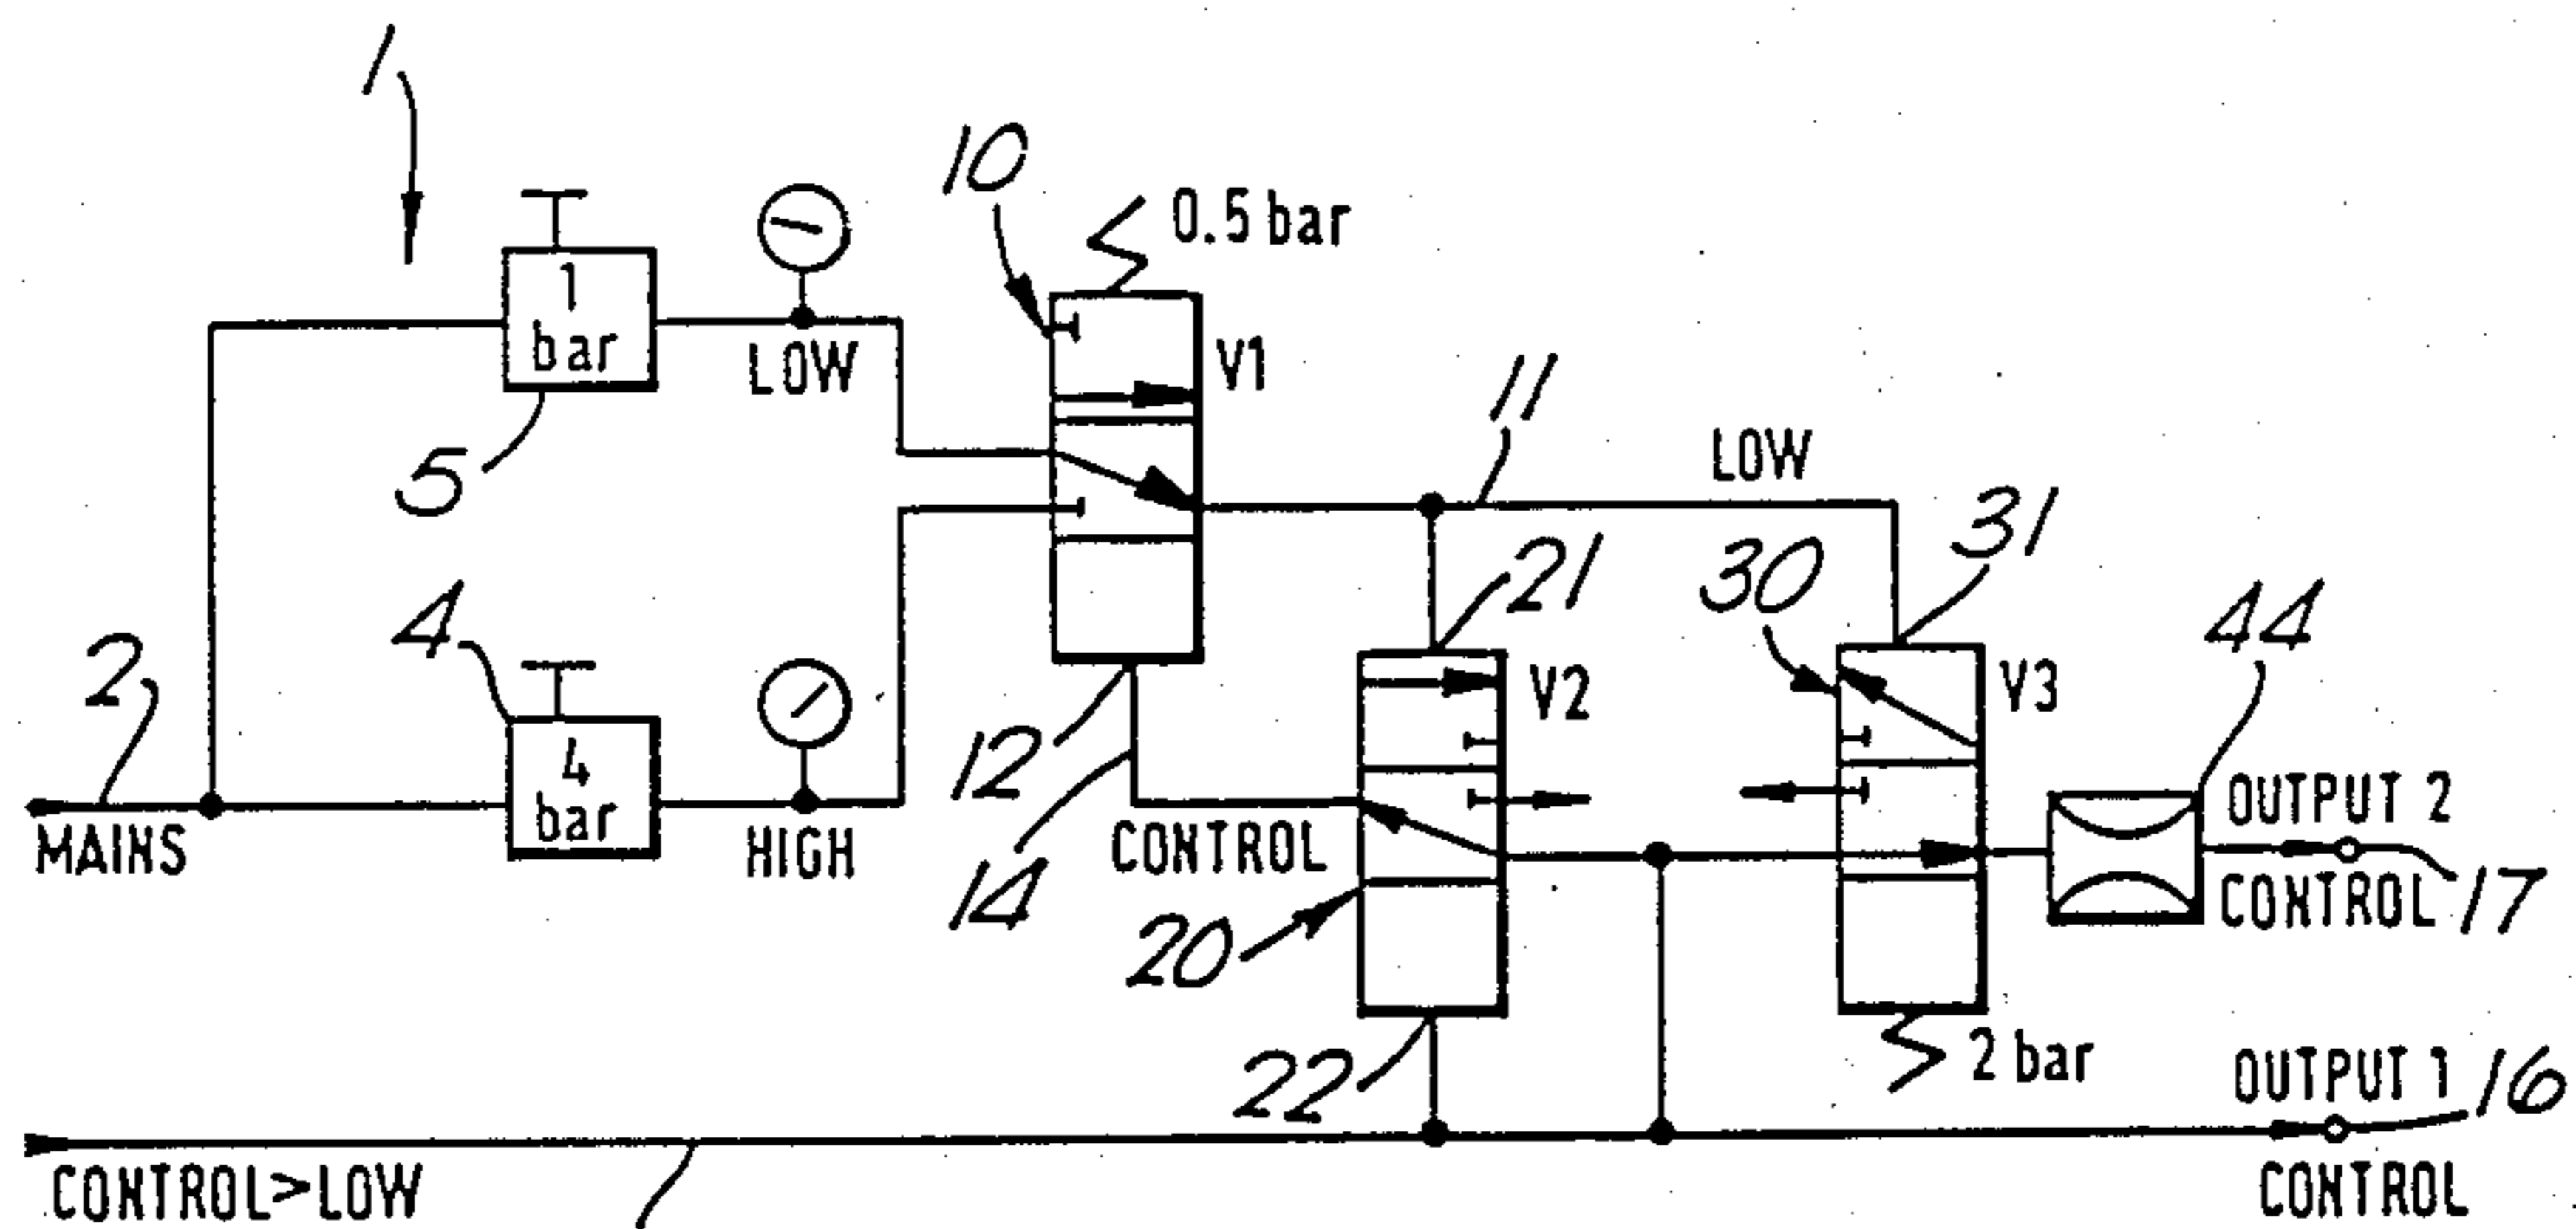 1
10
0.5 bar
1
bar
LOW
V1
5
11
LOW
31
21
30
44
2
4
4
bar
V2
V3
12
MAINS
HIGH
CONTROL
OUTPUT 2
CONTROL
17
14
20
22
2 bar
OUTPUT 1
16
CONTROL>LOW
CONTROL